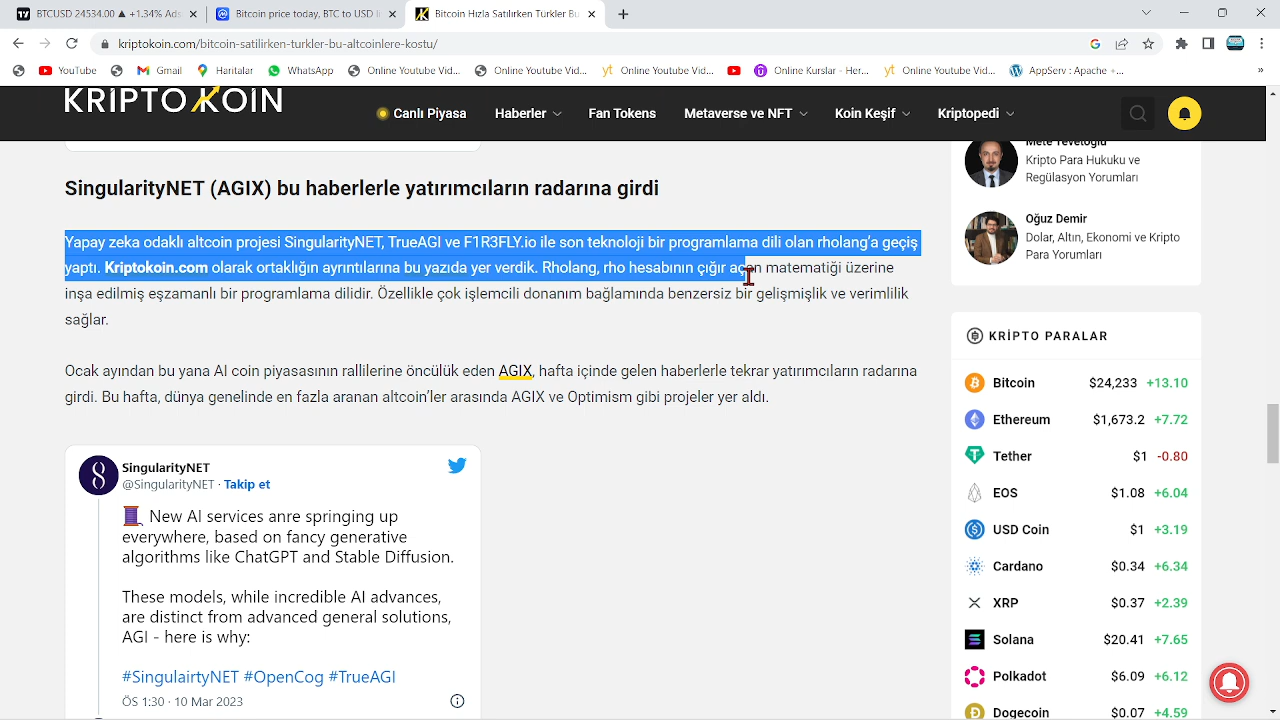 BTCUSD 24534.00 ▲ +1.34% Ads
Bitcoin price today, BTC to USD li
Bitcoin Hızla Satılırken Türkler Bu
kriptokoin.com/bitcoin-satilirken-turkler-bu-altcoinlere-kostu/
YouTube
Gmail
Haritalar
WhatsApp
Online Youtube Vid...
Online Youtube Vid...
Online Youtube Vid...
Online Kurslar - Her...
Online Youtube Vid...
AppServ : Apache +...
»
KRIPTOKOIN
Canlı Piyasa
Haberler
Fan Tokens
Metaverse ve NFT
Koin Keşif
Kriptopedi
SingularityNET (AGIX) bu haberlerle yatırımcıların radarına girdi
Yapay zeka odaklı altcoin projesi SingularityNET, TrueAGI ve F1R3FLY.io ile son teknoloji bir programlama dili olan rholang’a geçiş
yaptı. Kriptokoin.com olarak ortaklığın ayrıntılarına bu yazıda yer verdik. Rholang, rho hesabının çığır açan matematiği üzerine
inşa edilmiş eşzamanlı bir programlama dilidir. Özellikle çok işlemcili donanım bağlamında benzersiz bir gelişmişlik ve verimlilik
sağlar.
Ocak ayından bu yana AI coin piyasasının rallilerine öncülük eden AGIX, hafta içinde gelen haberlerle tekrar yatırımcıların radarına
girdi. Bu hafta, dünya genelinde en fazla aranan altcoin’ler arasında AGIX ve Optimism gibi projeler yer aldı.
SingularityNET
@SingularityNET · Takip et
New AI services anre springing up
everywhere, based on fancy generative
algorithms like ChatGPT and Stable Diffusion.
These models, while incredible AI advances,
are distinct from advanced general solutions,
AGI - here is why:
#SingulairtyNET #OpenCog #TrueAGI
ÖS 1:30 · 10 Mar 2023
Mete Tevetoğlu
Kripto Para Hukuku ve
Regülasyon Yorumları
Oğuz Demir
Dolar, Altın, Ekonomi ve Kripto
Para Yorumları
KRİPTO PARALAR
Bitcoin $24,233 +13.10
Ethereum $1,673.2 +7.72
Tether $1 -0.80
EOS $1.08 +6.04
USD Coin $1 +3.19
Cardano $0.34 +6.34
XRP $0.37 +2.39
Solana $20.41 +7.65
Polkadot $6.09 +6.12
Dogecoin $0.07 +4.59